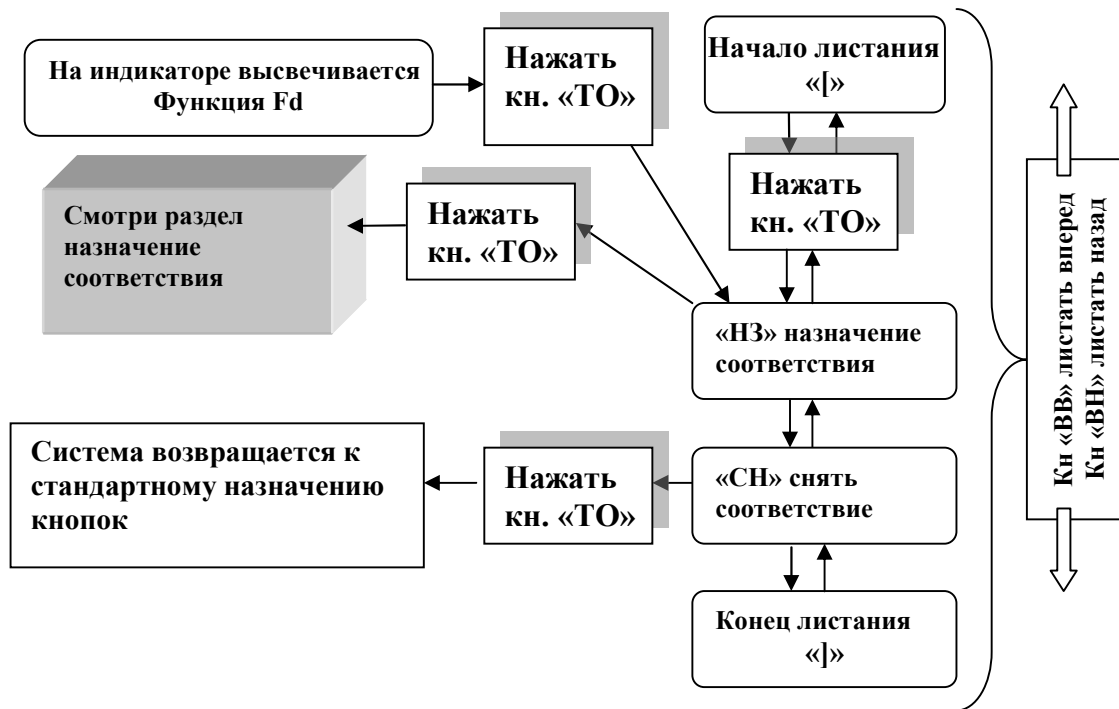 На индикаторе высвечивается
Функция Fd
Нажать
кн. «ТО»
Начало листания
«[»
Нажать
кн. «ТО»
Смотри раздел
назначение
соответствия
Нажать
кн. «ТО»
«НЗ» назначение
соответствия
Система возвращается к
стандартному назначению
кнопок
Нажать
кн. «ТО»
«СН» снять
соответствие
Конец листания
«]»
Кн «ВВ» листать вперед
Кн «ВН» листать назад